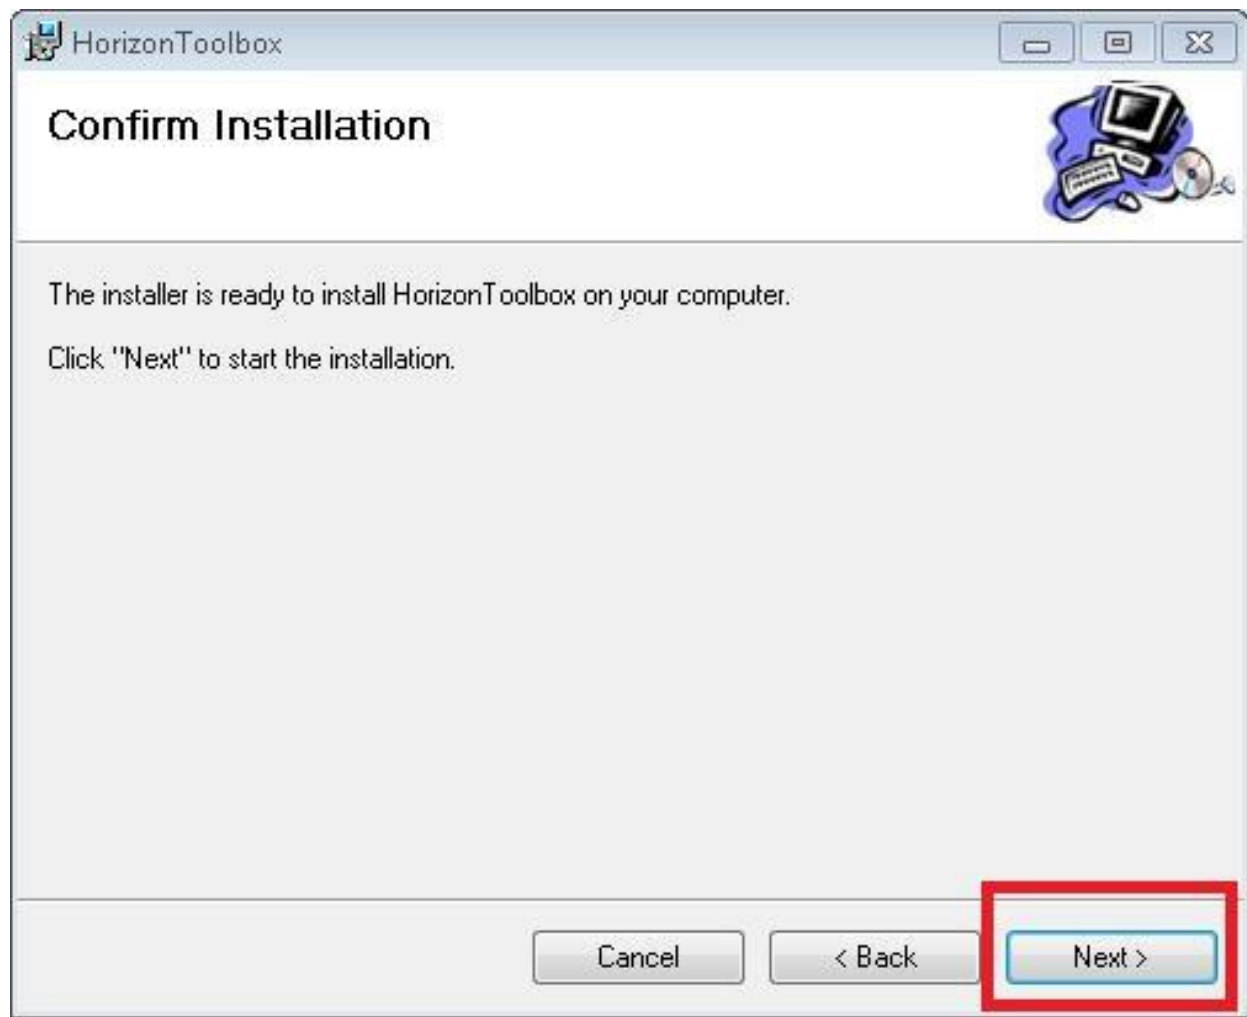 HorizonToolbox
Confirm Installation
The installer is ready to install HorizonToolbox on your computer.
Click "Next" to start the installation.
Cancel
< Back
Next >